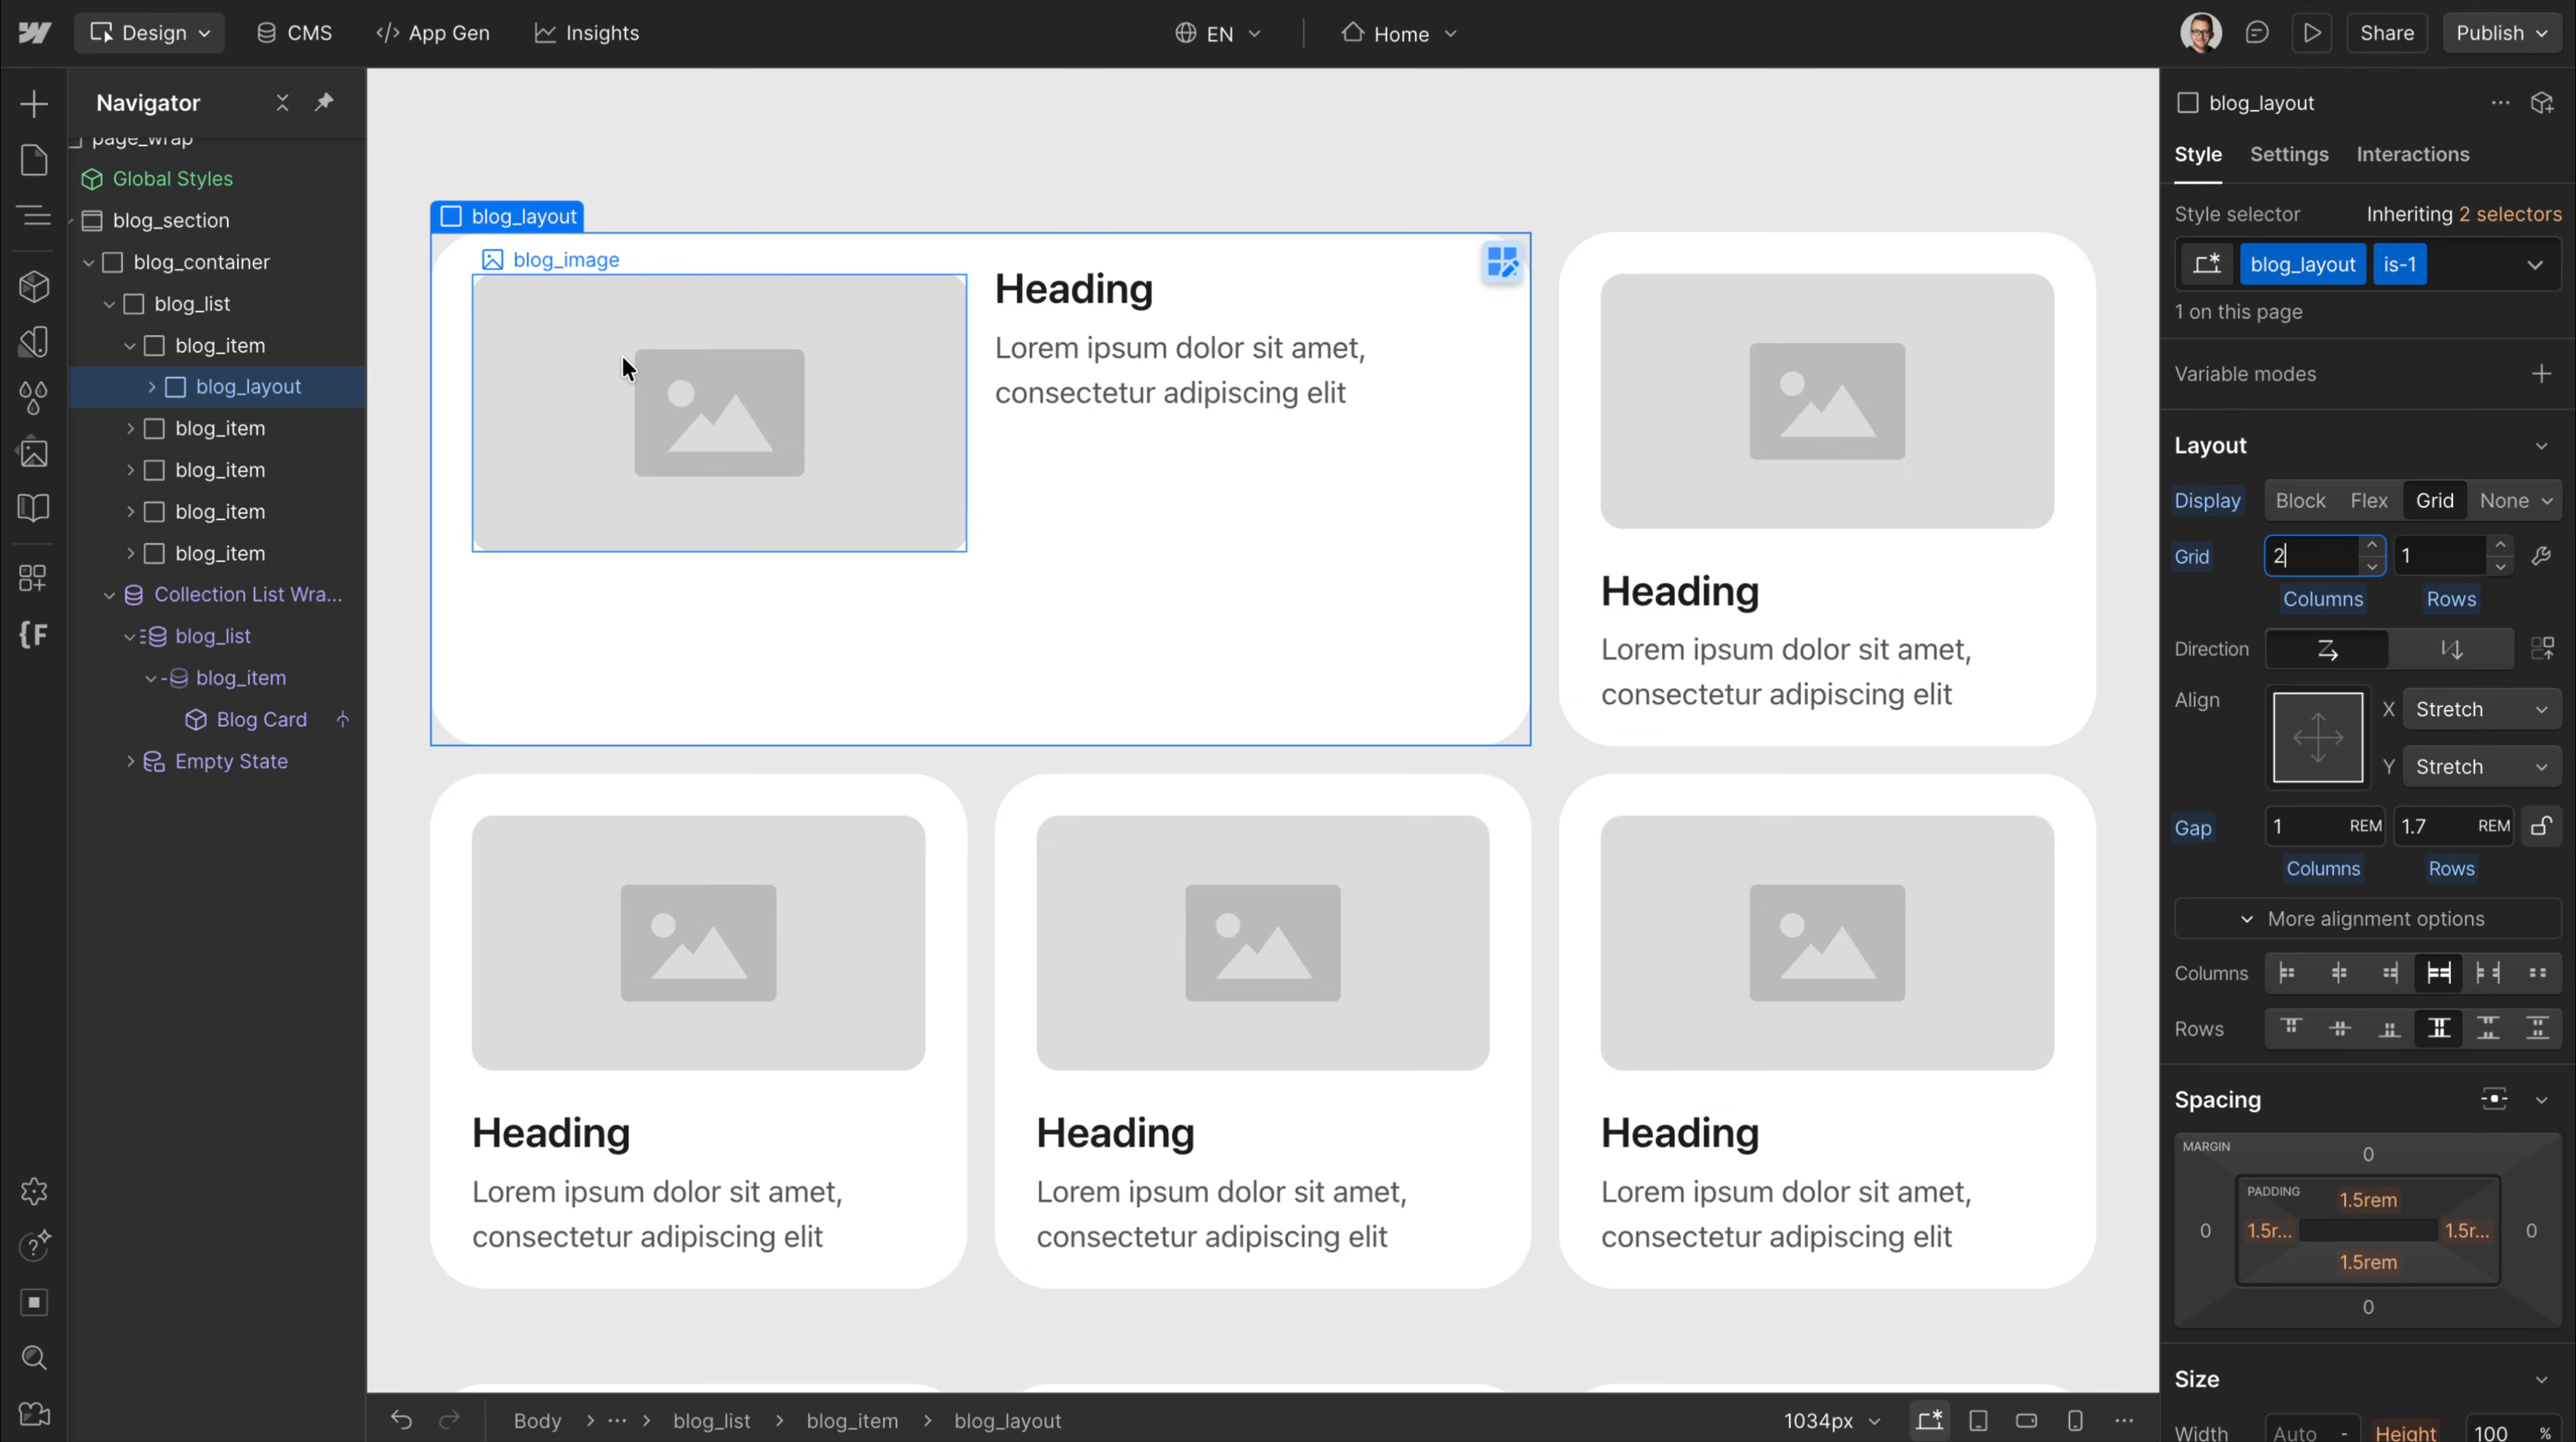 Design
CMS
App Gen
Insights
EN
Home
Share
Publish
Navigator
page_wrap
Global Styles
blog_section
blog_container
blog_list
blog_item
blog_layout
blog_item
blog_item
blog_item
blog_item
Collection List Wra...
blog_list
blog_item
Blog Card
Empty State
blog_layout
blog_image
Heading
Lorem ipsum dolor sit amet,
consectetur adipiscing elit
Heading
Lorem ipsum dolor sit amet,
consectetur adipiscing elit
Heading
Lorem ipsum dolor sit amet,
consectetur adipiscing elit
Heading
Lorem ipsum dolor sit amet,
consectetur adipiscing elit
Heading
Lorem ipsum dolor sit amet,
consectetur adipiscing elit
Body
...
blog_list
blog_item
blog_layout
1034px
blog_layout
Style Settings Interactions
Style selector Inheriting 2 selectors
blog_layout is-1
1 on this page
Variable modes
Layout
Display Block Flex Grid None
Grid 2 1
Columns Rows
Direction
Align X Stretch
Y Stretch
Gap 1 REM 1.7 REM
Columns Rows
More alignment options
Columns
Rows
Spacing
MARGIN 0
PADDING 1.5rem
0 1.5r... 1.5r... 0
1.5rem
0
Size
Width Auto - Height 100 %